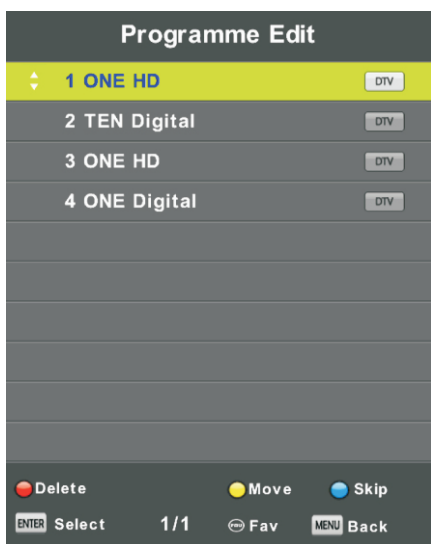 Programme Edit
1 ONE HD DTV
2 TEN Digital DTV
3 ONE HD DTV
4 ONE Digital DTV
Delete Move Skip
ENTER Select 1/1 Fav MENU Back